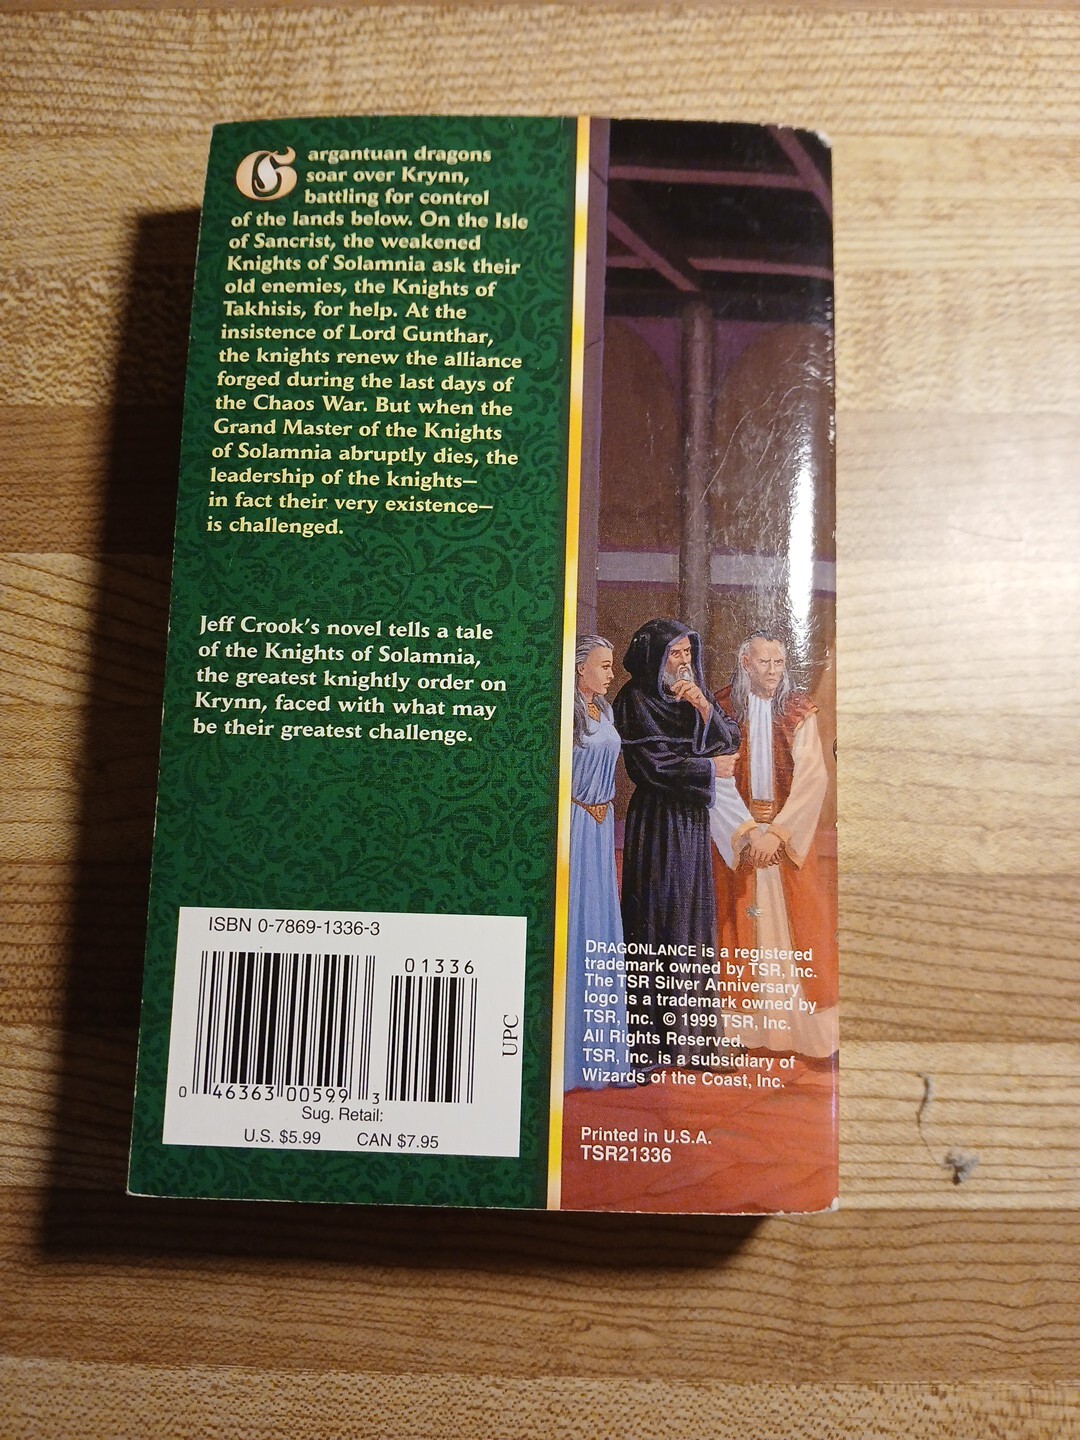 Gargantuan dragons
soar over Krynn,
battling for control
of the lands below. On the Isle
of Sancrist, the weakened
Knights of Solamnia ask their
old enemies, the Knights of
Takhisis, for help. At the
insistence of Lord Gunthar,
the knights renew the alliance
forged during the last days of
the Chaos War. But when the
Grand Master of the Knights
of Solamnia abruptly dies, the
leadership of the knights—
in fact their very existence—
is challenged.
Jeff Crook's novel tells a tale
of the Knights of Solamnia,
the greatest knightly order on
Krynn, faced with what may
be their greatest challenge.
ISBN 0-7869-1336-3
01336
0 46363 00599 3
UPC
Sug. Retail:
U.S. $5.99 CAN $7.95
DRAGONLANCE is a registered
trademark owned by TSR, Inc.
The TSR Silver Anniversary
logo is a trademark owned by
TSR, Inc. © 1999 TSR, Inc.
All Rights Reserved.
TSR, Inc. is a subsidiary of
Wizards of the Coast, Inc.
Printed in U.S.A.
TSR21336